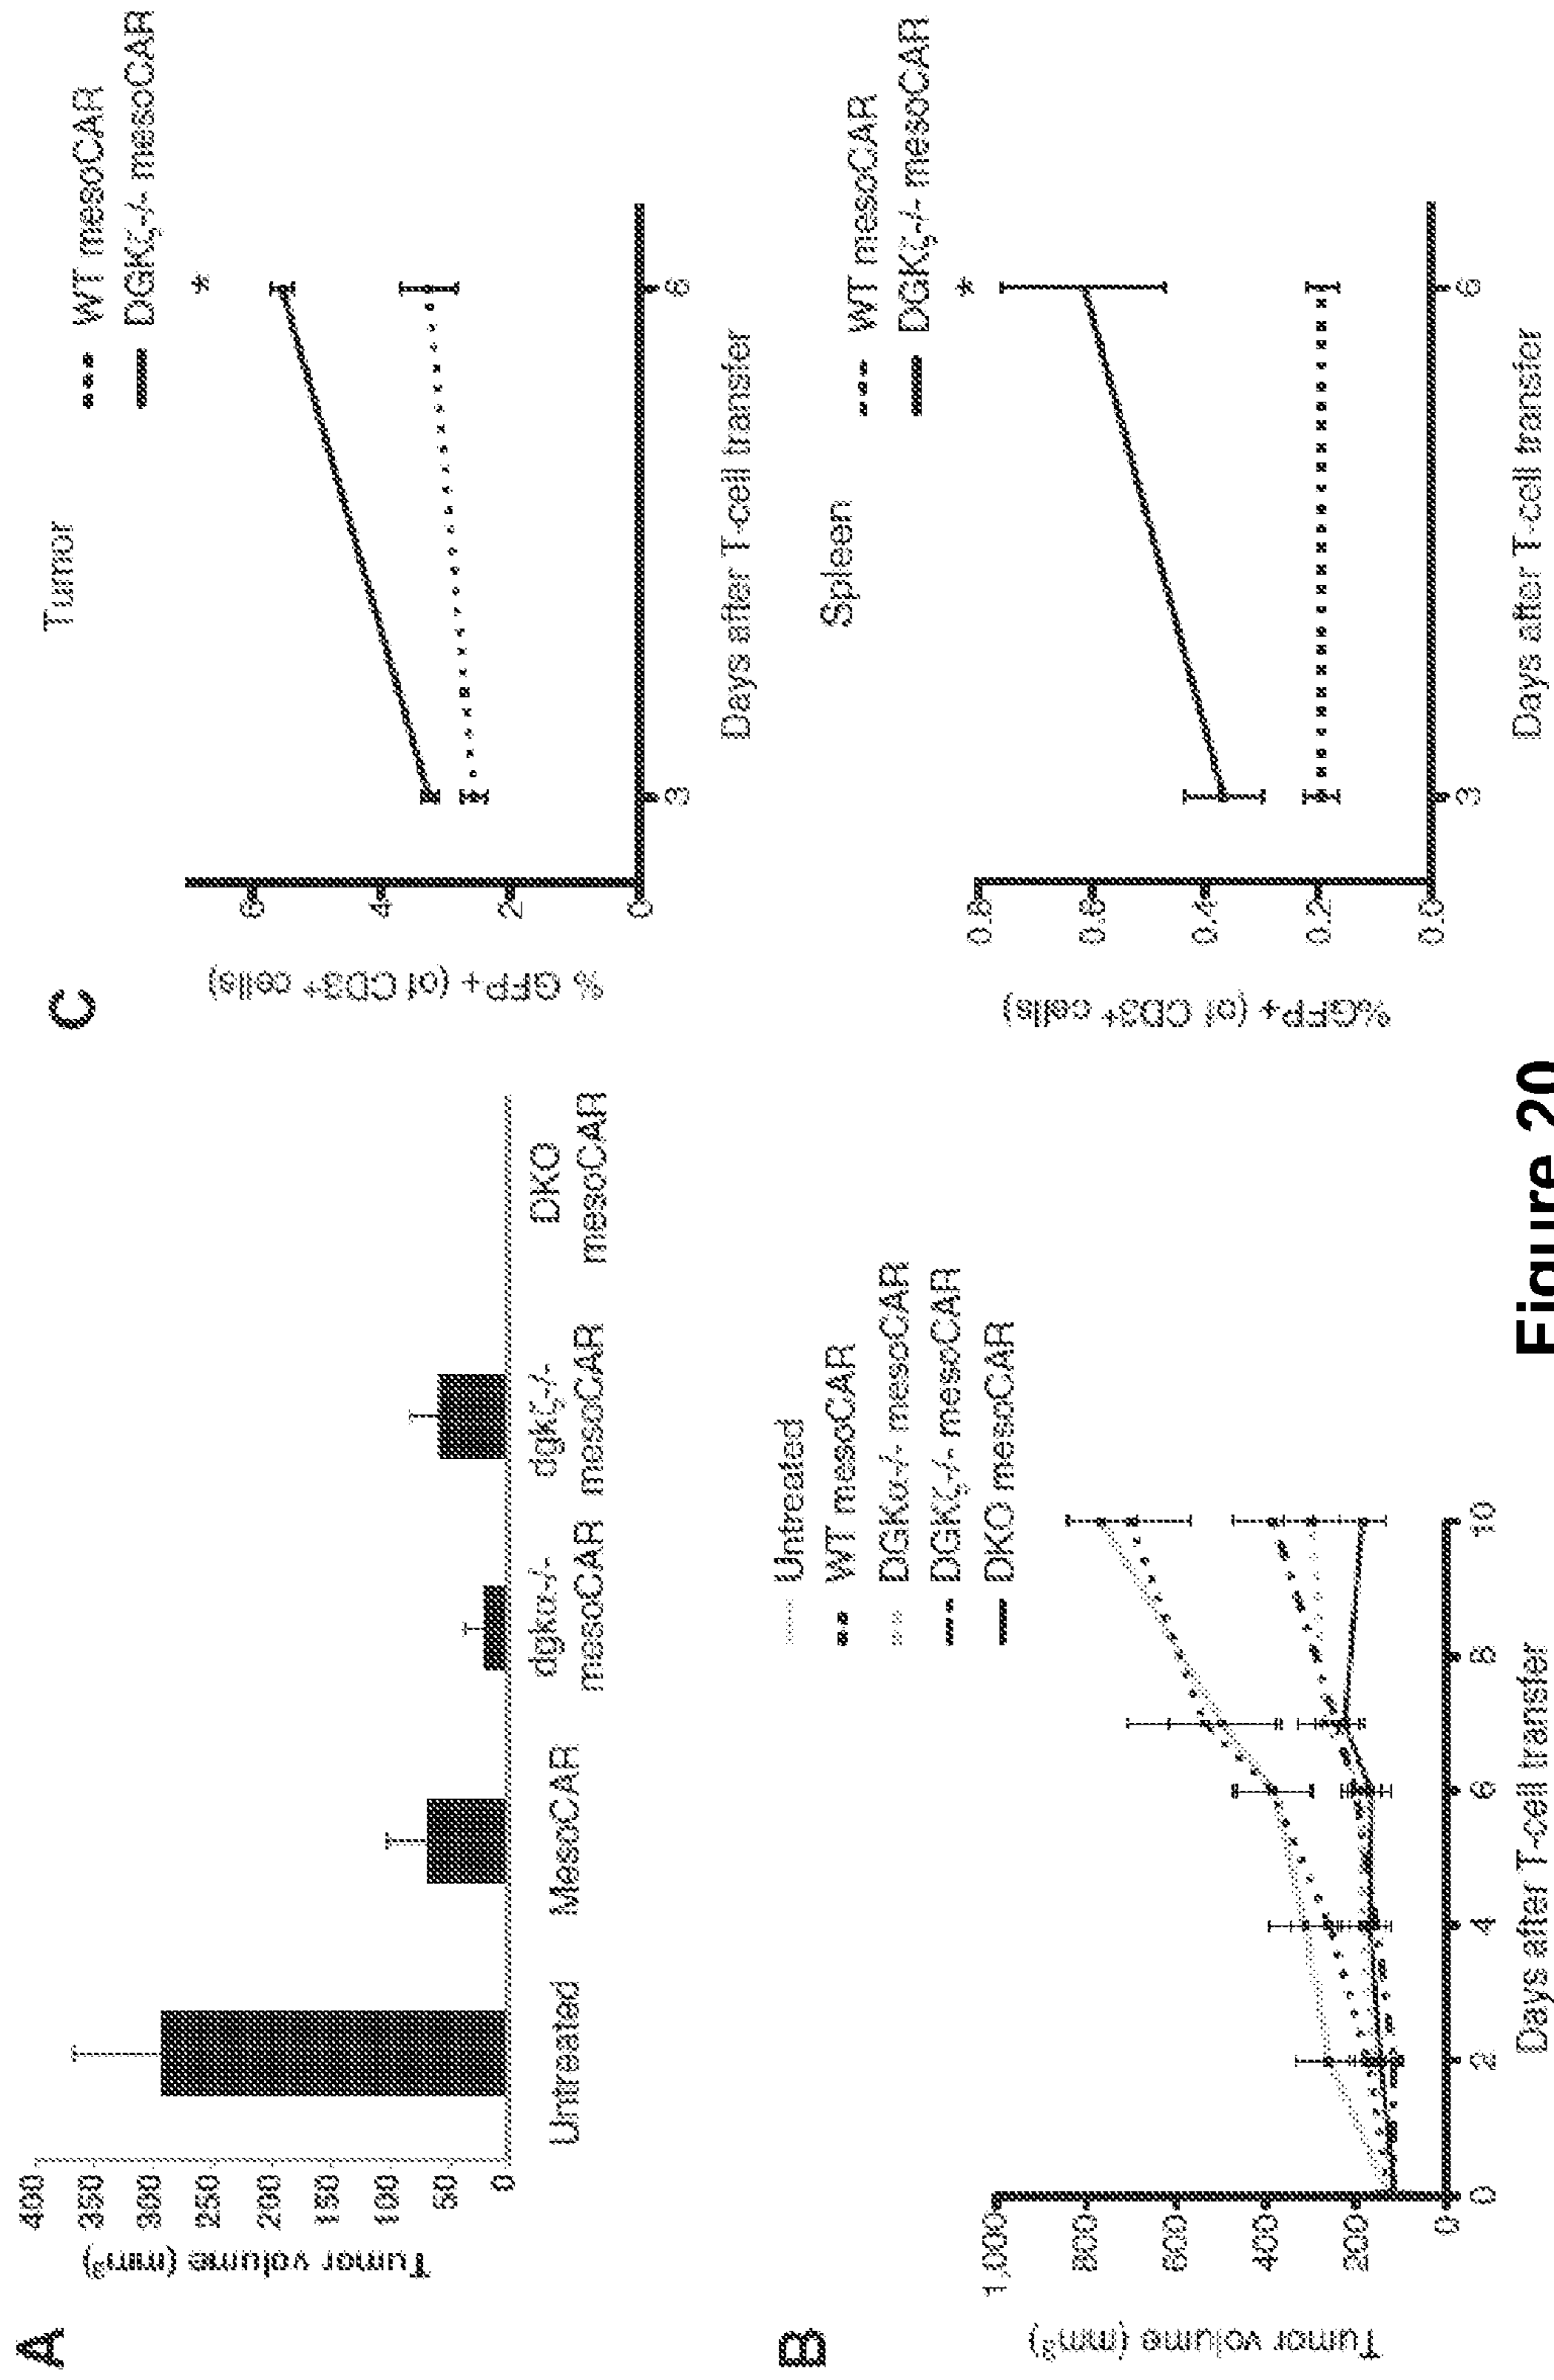 A
Tumor volume (mm³)
400
350
300
250
200
150
100
50
0
Untreated
MesoCAR
dgkα-/-
mesoCAR
dgkζ-/-
mesoCAR
DKO
mesoCAR
B
Untreated
WT mesoCAR
DGKα-/- mesoCAR
DGKζ-/- mesoCAR
DKO mesoCAR
Tumor volume (mm³)
1,000
800
600
400
200
0
0 2 4 6 8 10
Days after T-cell transfer
C
Tumor
WT mesoCAR
DGKζ-/- mesoCAR
*
% GFP+ (of CD3⁺ cells)
6
4
2
0
3 6
Days after T-cell transfer
Spleen
WT mesoCAR
DGKζ-/- mesoCAR
*
%GFP+ (of CD3⁺ cells)
0.8
0.6
0.4
0.2
0.0
3 6
Days after T-cell transfer
Figure 20